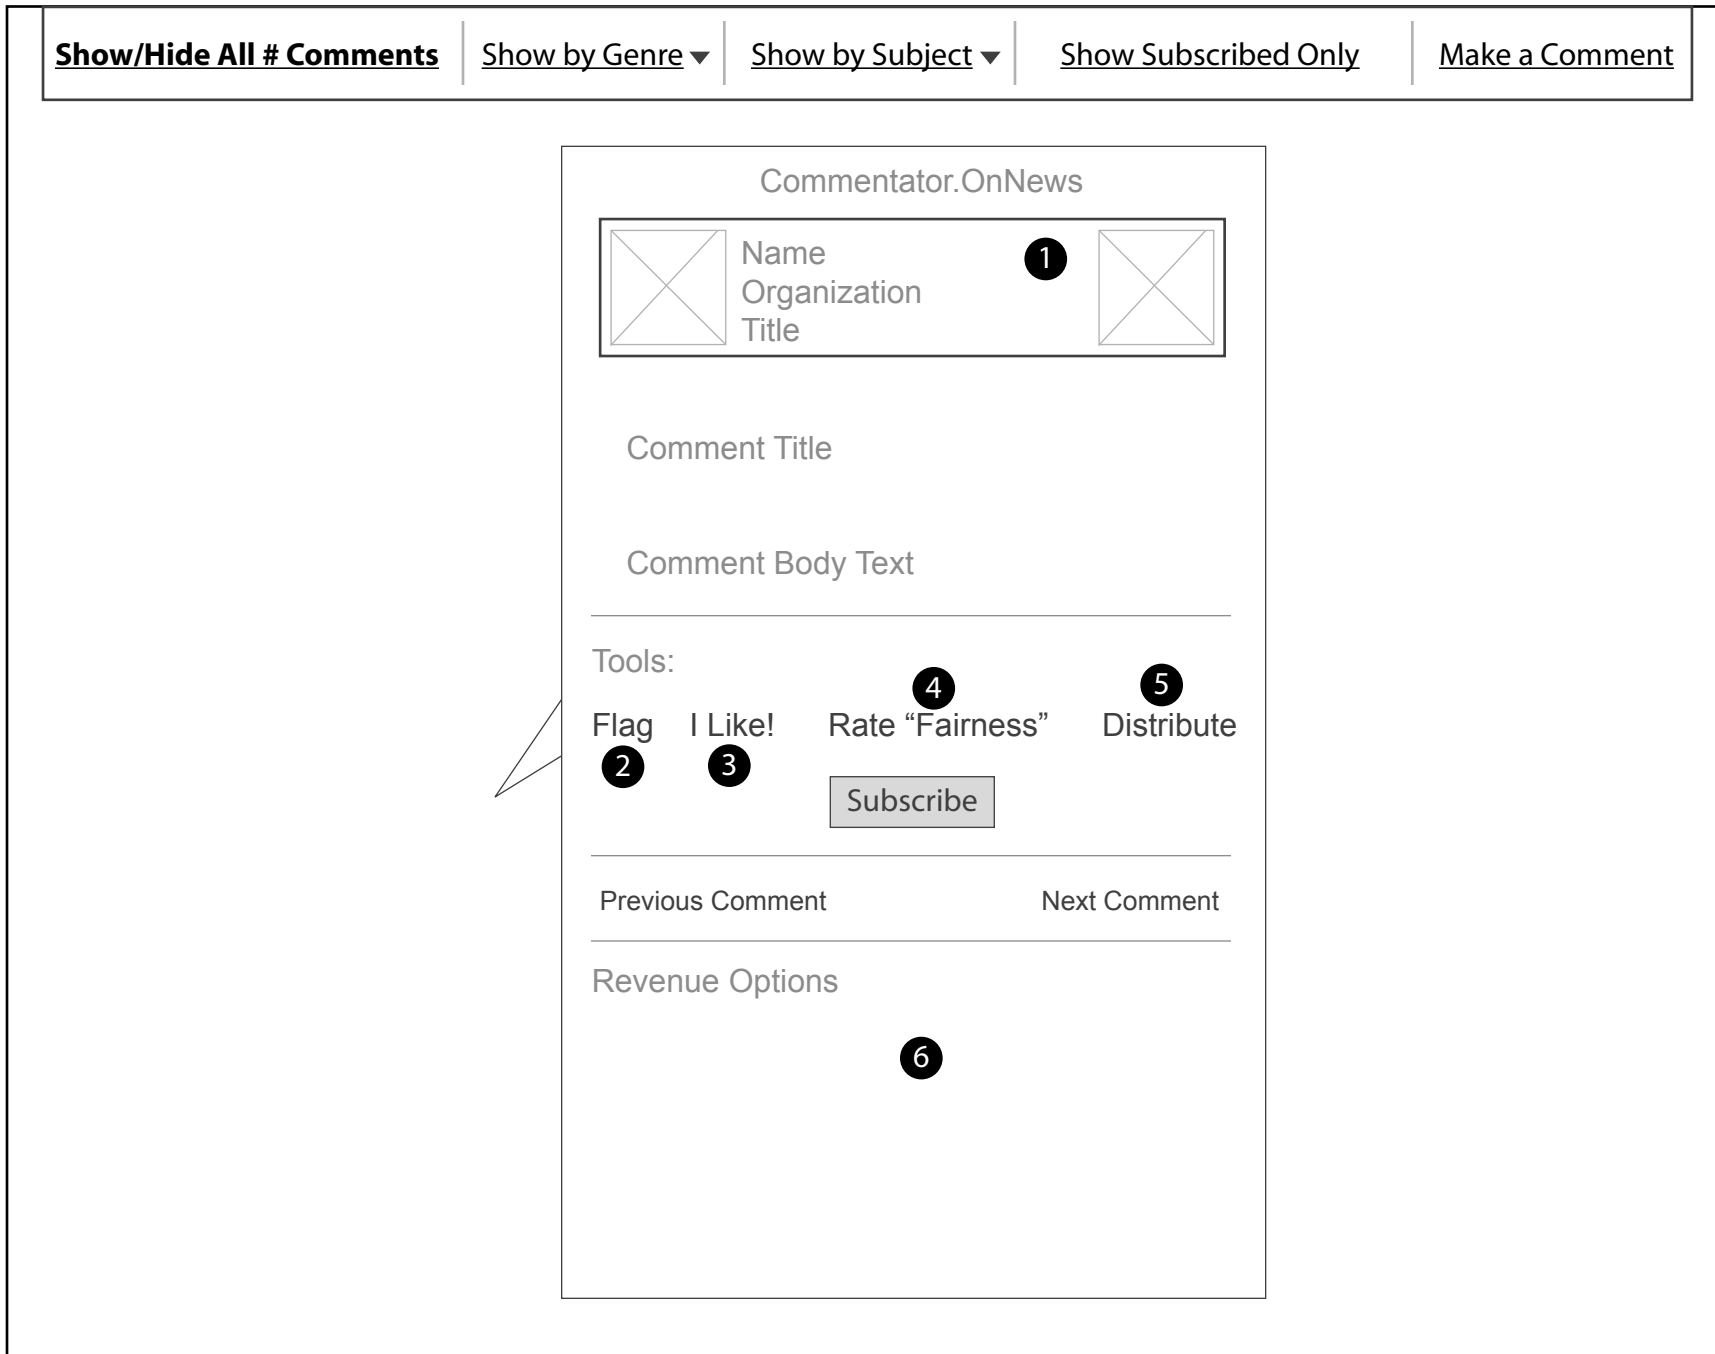 Show/Hide All # Comments Show by Genre Show by Subject Show Subscribed Only Make a Comment
Commentator.OnNews
Name
1
Organization
Title
Comment Title
Comment Body Text
Tools:
4 5
Flag I Like! Rate “Fairness” Distribute
2 3
Subscribe
Previous Comment Next Comment
Revenue Options
6